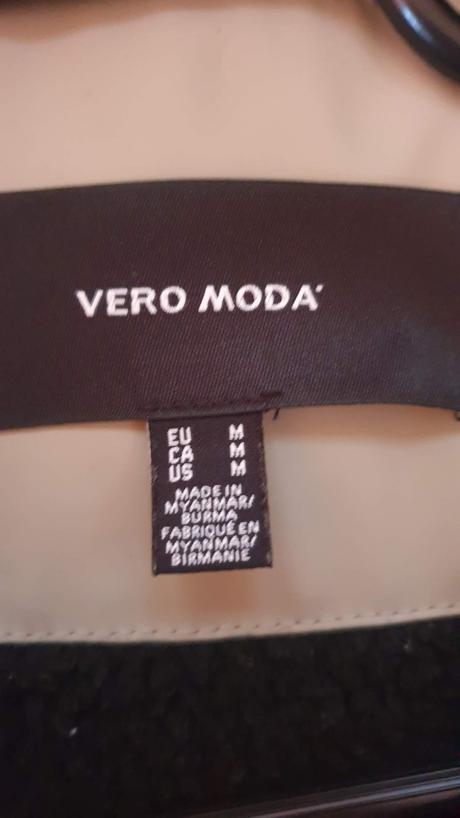 VERO MODA
EU M
CA M
US M
MADE IN
MYANMAR/
BURMA
FABRIQUÉ EN
MYANMAR/
BIRMANIE